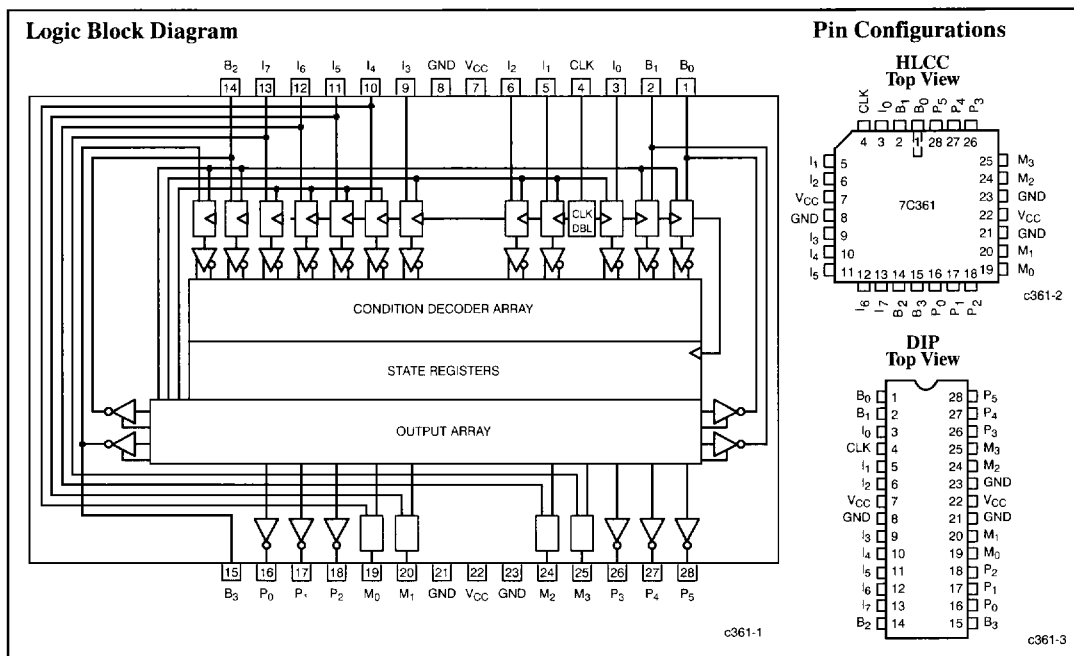 Logic Block Diagram
B2 I7 I6 I5 I4 I3 GND VCC I2 I1 CLK I0 B1 B0
14 13 12 11 10 9 8 7 6 5 4 3 2 1
CLK
DBL
CONDITION DECODER ARRAY
STATE REGISTERS
OUTPUT ARRAY
15 16 17 18 19 20 21 22 23 24 25 26 27 28
B3 P0 P1 P2 M0 M1 GND VCC GND M2 M3 P3 P4 P5
c361-1
Pin Configurations
HLCC
Top View
CLK I0 B1 B0 P5 P4 P3
4 3 2 1 28 27 26
I1 5 25 M3
I2 6 24 M2
VCC 7 23 GND
7C361
GND 8 22 VCC
I3 9 21 GND
I4 10 20 M1
I5 11 19 M0
12 13 14 15 16 17 18
I6 I7 B2 B3 P0 P1 P2
c361-2
DIP
Top View
B0 1 28 P5
B1 2 27 P4
I0 3 26 P3
CLK 4 25 M3
I1 5 24 M2
I2 6 23 GND
VCC 7 22 VCC
GND 8 21 GND
I3 9 20 M1
I4 10 19 M0
I5 11 18 P2
I6 12 17 P1
I7 13 16 P0
B2 14 15 B3
c361-3